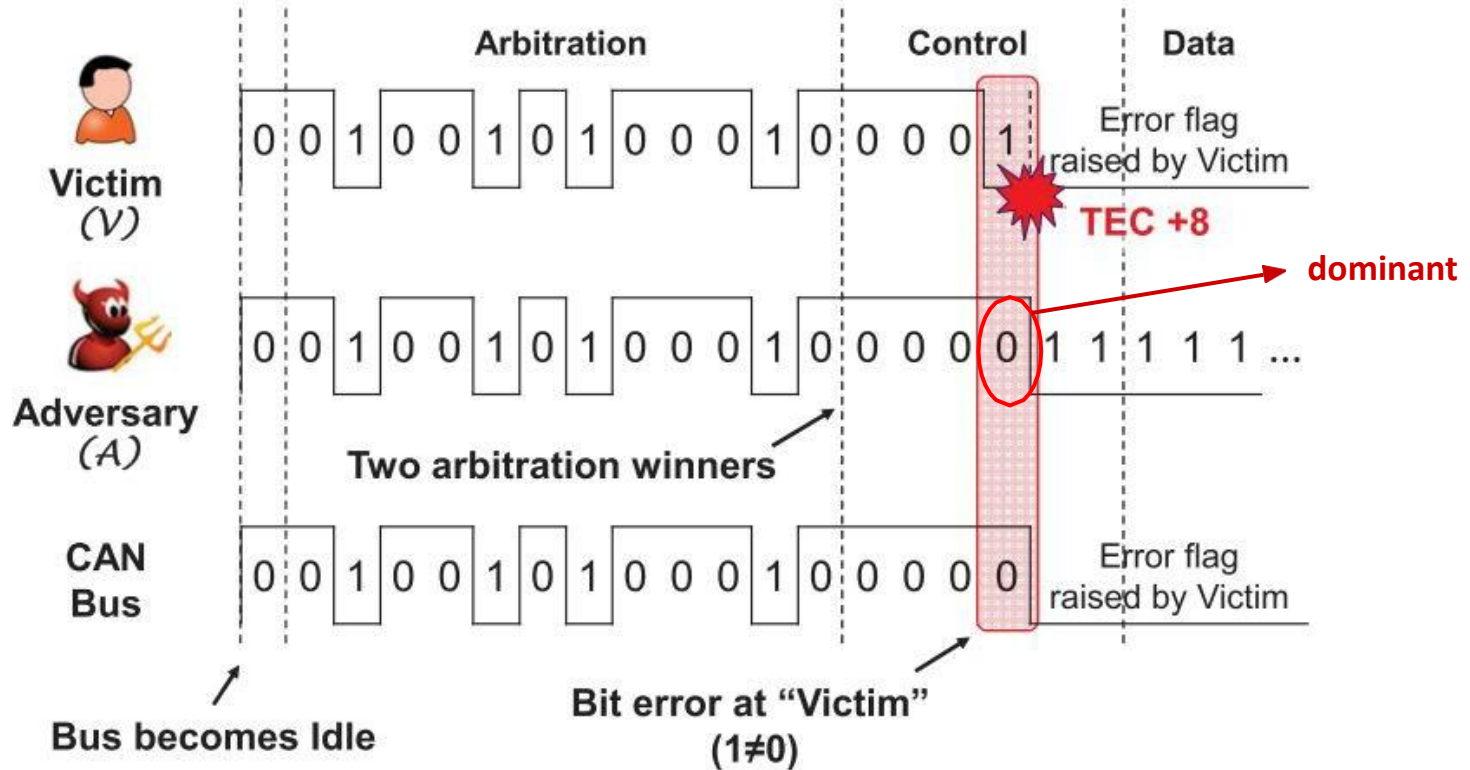 Arbitration Control Data
0 0 1 0 0 1 0 1 0 0 0 1 0 0 0 0 1
Error flag
raised by Victim
Victim
(V)
TEC +8
dominant
0 0 1 0 0 1 0 1 0 0 0 1 0 0 0 0 0 1 1 1 1 1 ...
Adversary
(A)
Two arbitration winners
CAN
Bus
0 0 1 0 0 1 0 1 0 0 0 1 0 0 0 0 0
Error flag
raised by Victim
Bus becomes Idle
Bit error at “Victim”
(1≠0)